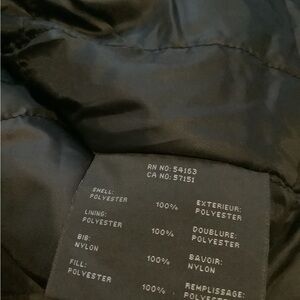 RN NO: 54163
CA NO: 57151
SHELL: 100% EXTERIEUR:
POLYESTER POLYESTER
LINING: 100% DOUBLURE:
POLYESTER POLYESTER
BIB: 100% BAVOIR:
NYLON NYLON
FILL: 100% REMPLISSAGE:
POLYESTER POLYESTER